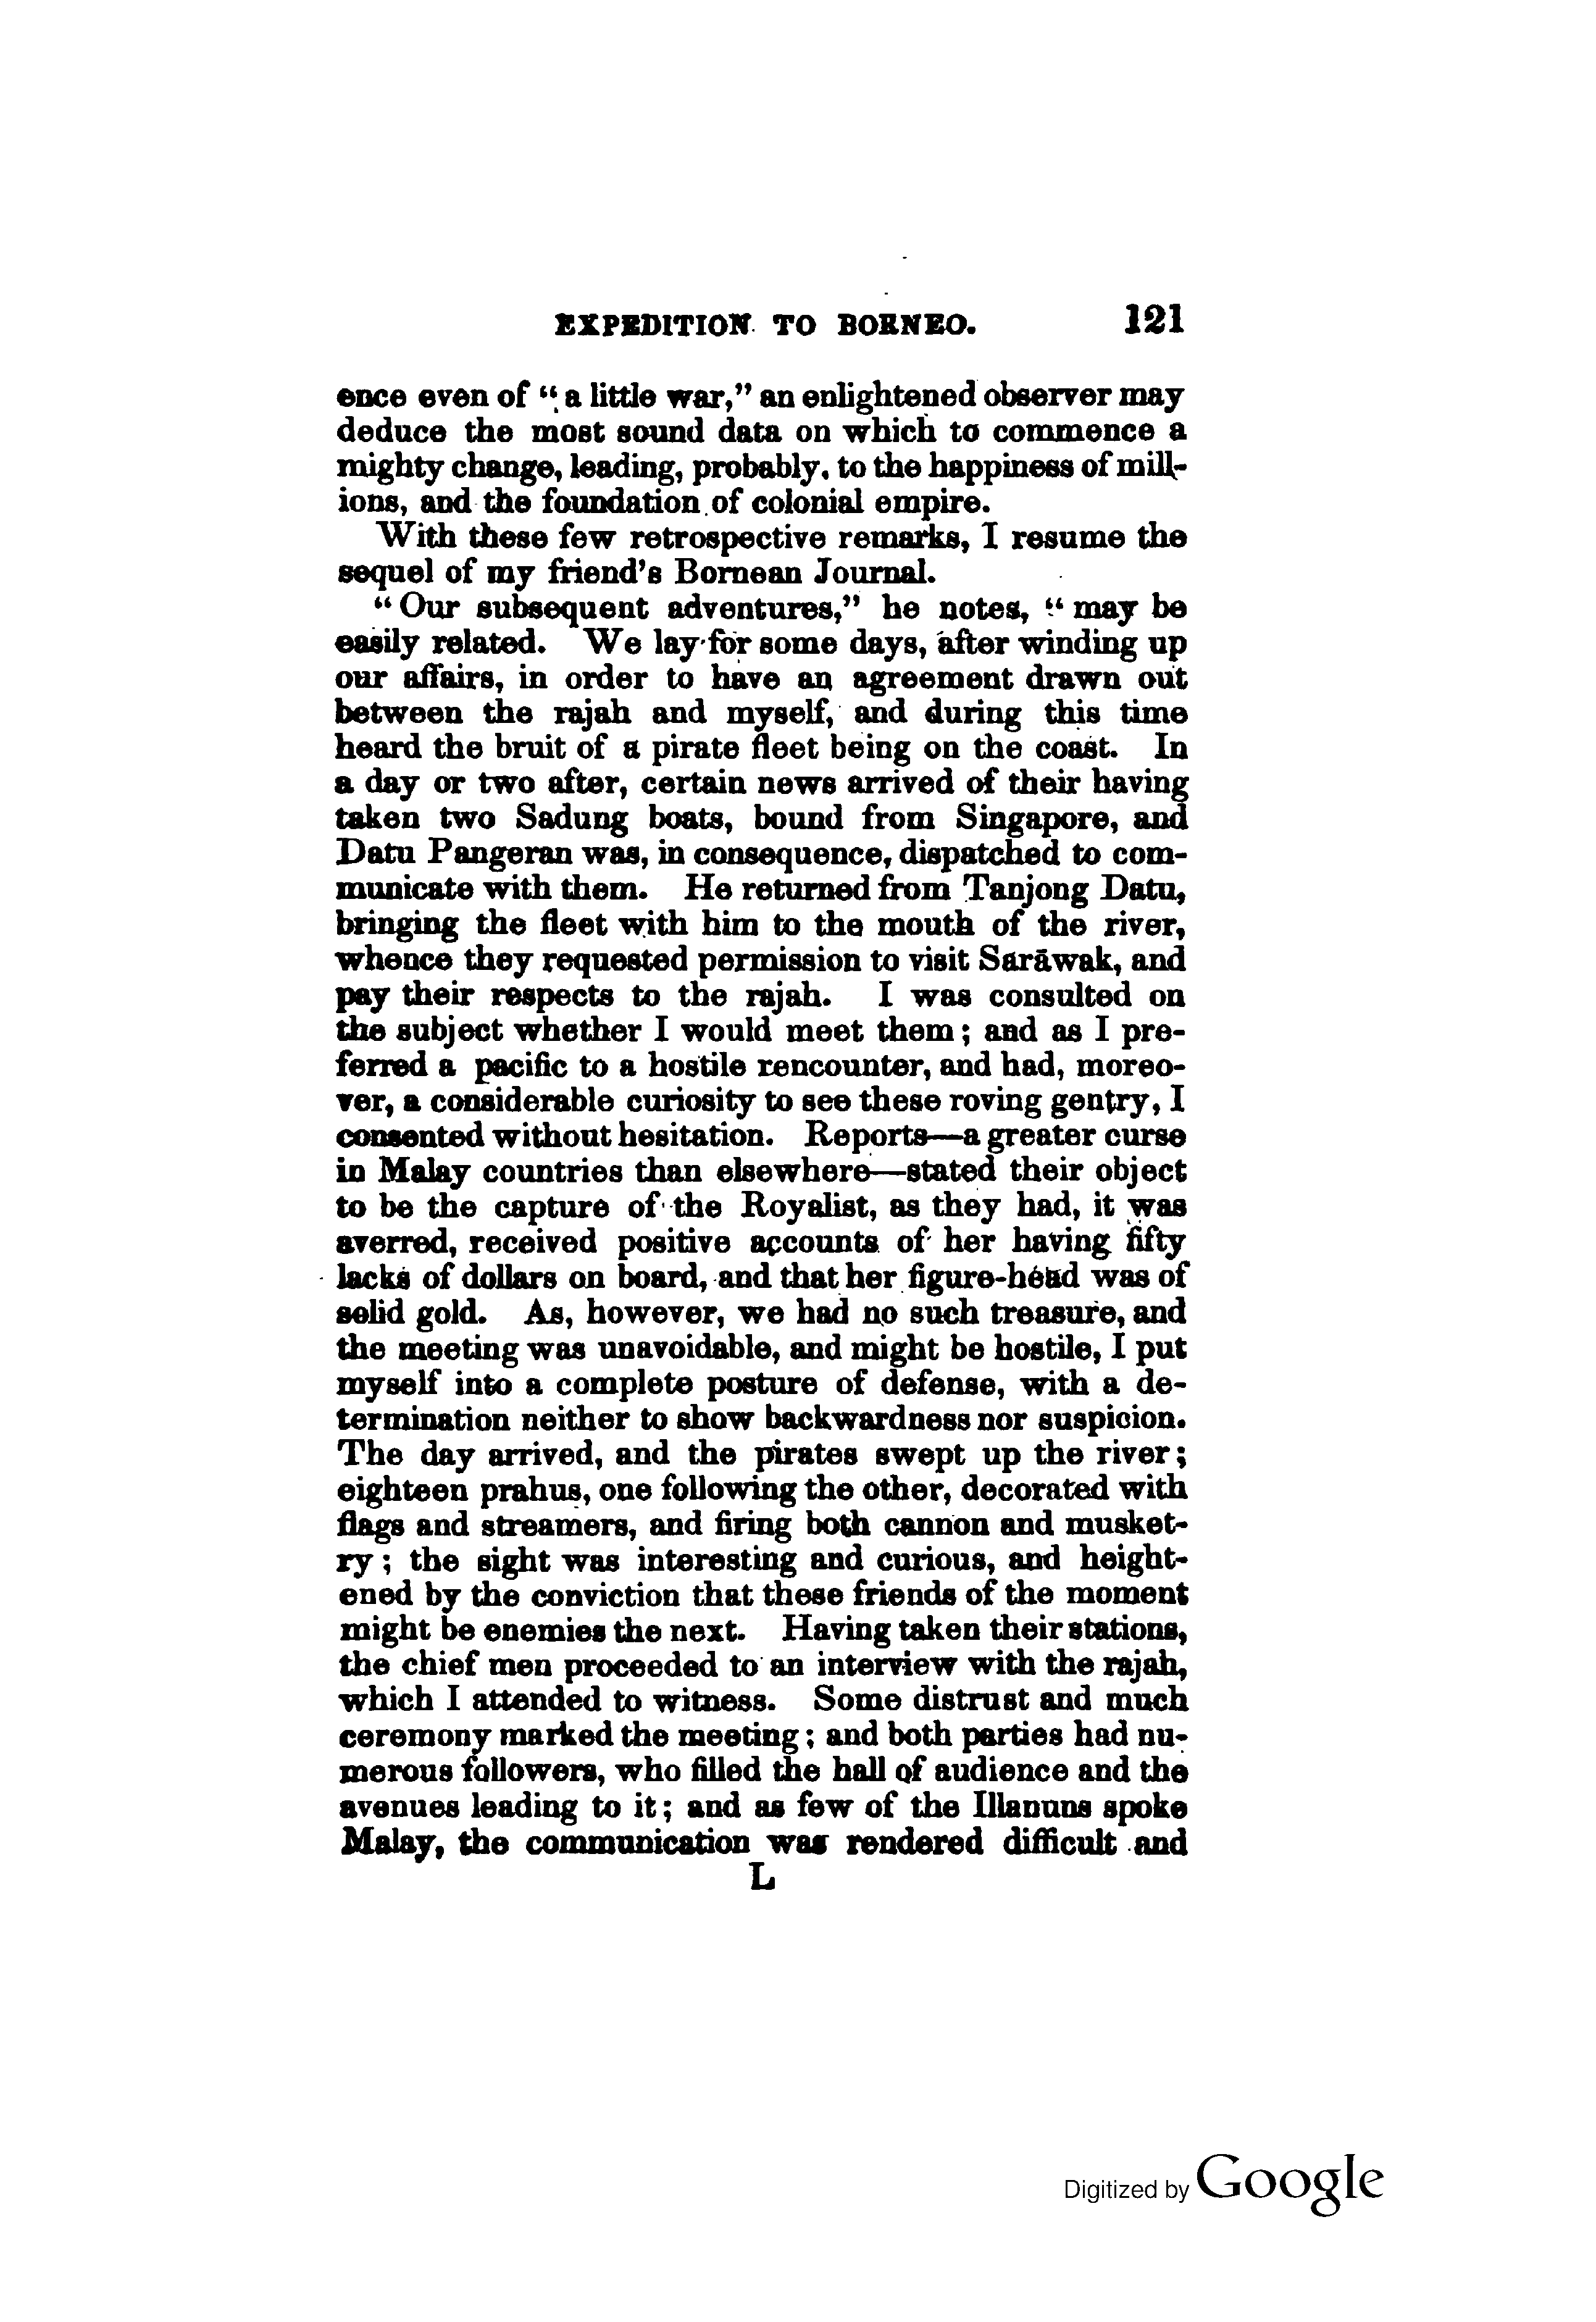 EXPEDITION TO BORNEO. 121
ence even of “a little war,” an enlightened observer may
deduce the most sound data on which to commence a
mighty change, leading, probably, to the happiness of mill-
ions, and the foundation of colonial empire.
With these few retrospective remarks, I resume the
sequel of my friend's Bornean Journal.
“Our subsequent adventures,” he notes, “may be
easily related. We lay for some days, after winding up
our affairs, in order to have an agreement drawn out
between the rajah and myself, and during this time
heard the bruit of a pirate fleet being on the coast. In
a day or two after, certain news arrived of their having
taken two Sadung boats, bound from Singapore, and
Datu Pangeran was, in consequence, dispatched to com-
municate with them. He returned from Tanjong Datu,
bringing the fleet with him to the mouth of the river,
whence they requested permission to visit Sarāwak, and
pay their respects to the rajah. I was consulted on
the subject whether I would meet them; and as I pre-
ferred a pacific to a hostile rencounter, and had, moreo-
ver, a considerable curiosity to see these roving gentry, I
consented without hesitation. Reports—a greater curse
in Malay countries than elsewhere—stated their object
to be the capture of the Royalist, as they had, it was
averred, received positive accounts of her having fifty
lacks of dollars on board, and that her figure-head was of
solid gold. As, however, we had no such treasure, and
the meeting was unavoidable, and might be hostile, I put
myself into a complete posture of defense, with a de-
termination neither to show backwardness nor suspicion.
The day arrived, and the pirates swept up the river;
eighteen prahus, one following the other, decorated with
flags and streamers, and firing both cannon and musket-
ry; the sight was interesting and curious, and height-
ened by the conviction that these friends of the moment
might be enemies the next. Having taken their stations,
the chief men proceeded to an interview with the rajah,
which I attended to witness. Some distrust and much
ceremony marked the meeting; and both parties had nu-
merous followers, who filled the hall of audience and the
avenues leading to it; and as few of the Illanuns spoke
Malay, the communication was rendered difficult and
L
Digitized by Google